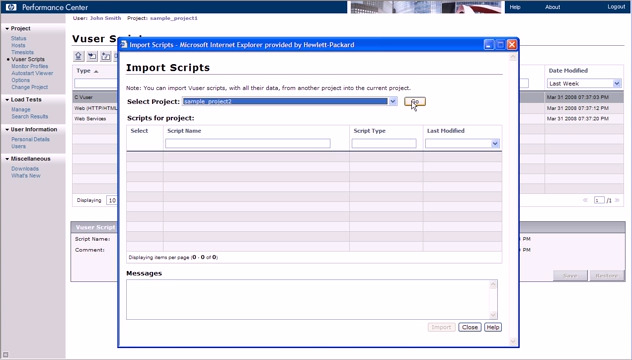 Performance Center
Help
About
Logout
User: John Smith Project: sample_project1
Project
Status
Hosts
Timeslots
Vuser Scripts
Monitor Profiles
Autostart Viewer
Options
Change Project
Load Tests
Manage
Search Results
User Information
Personal Details
Users
Miscellaneous
Downloads
What's New
Vuser Scripts
Type
Date Modified
Last Week
C Vuser
Mar 31 2008 07:37:03 PM
Web (HTTP/HTML
Mar 31 2008 07:37:12 PM
Web Services
Mar 31 2008 07:37:20 PM
Displaying 10
1 /1
Vuser Script
Script Name:
Comment:
PM
PM
Save
Restore
Import Scripts - Microsoft Internet Explorer provided by Hewlett-Packard
Import Scripts
Note: You can import Vuser scripts, with all their data, from another project into the current project.
Select Project: sample_project2 Go
Scripts for project:
Select Script Name Script Type Last Modified
Displaying items per page (0 - 0 of 0)
Messages
Import Close Help